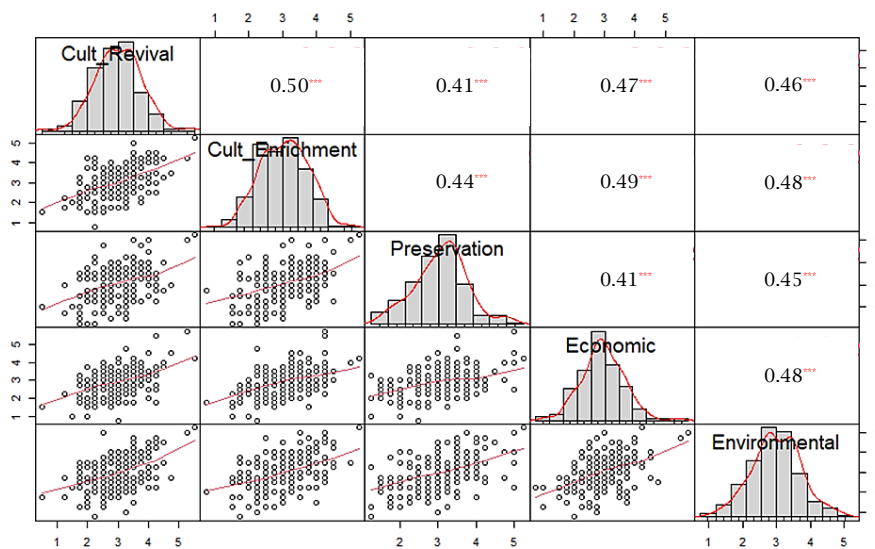 1 2 3 4 5 1 2 3 4 5
Cult_Revival
0.50***
0.41***
0.47***
0.46***
5
4
3
2
1
Cult_Enrichment
0.44***
0.49***
0.48***
Preservation
0.41***
0.45***
5
4
3
2
1
Economic
0.48***
Environmental
1 2 3 4 5 2 3 4 5 1 2 3 4 5